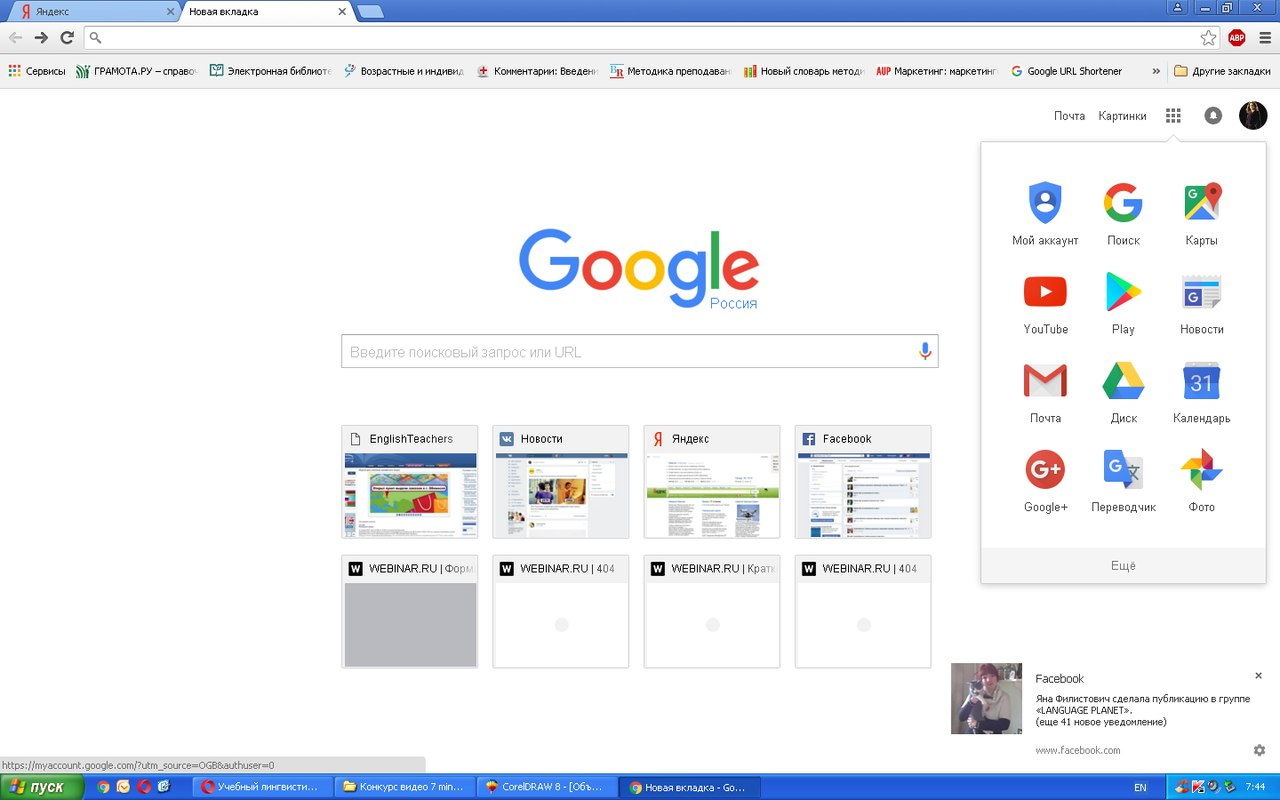 Яндекс
Новая вкладка
ABP
Сервисы
ГРАМОТА.РУ – справоч
Электронная библиоте
Возрастные и индивид
Комментарии: Введени
BR
Методика преподаван
Новый словарь методи
AUP
Маркетинг: маркетинг
Google URL Shortener
»
Другие закладки
Почта
Картинки
Google
Россия
Введите поисковый запрос или URL
Мой аккаунт
Поиск
Карты
YouTube
Play
Новости
Почта
Диск
31
Календарь
Google+
Переводчик
Фото
Ещё
EnglishTeachers
Новости
Яндекс
Facebook
WEBINAR.RU | Форм
WEBINAR.RU | 404
WEBINAR.RU | Кратк
WEBINAR.RU | 404
Facebook
Яна Филистович сделала публикацию в группе
«LANGUAGE PLANET».
(еще 41 новое уведомление)
www.facebook.com
https://myaccount.google.com/?utm_source=OGB&authuser=0
пуск
Учебный лингвисти...
Конкурс видео 7 min...
CorelDRAW 8 - [Объ...
Новая вкладка - Go...
EN
7:44